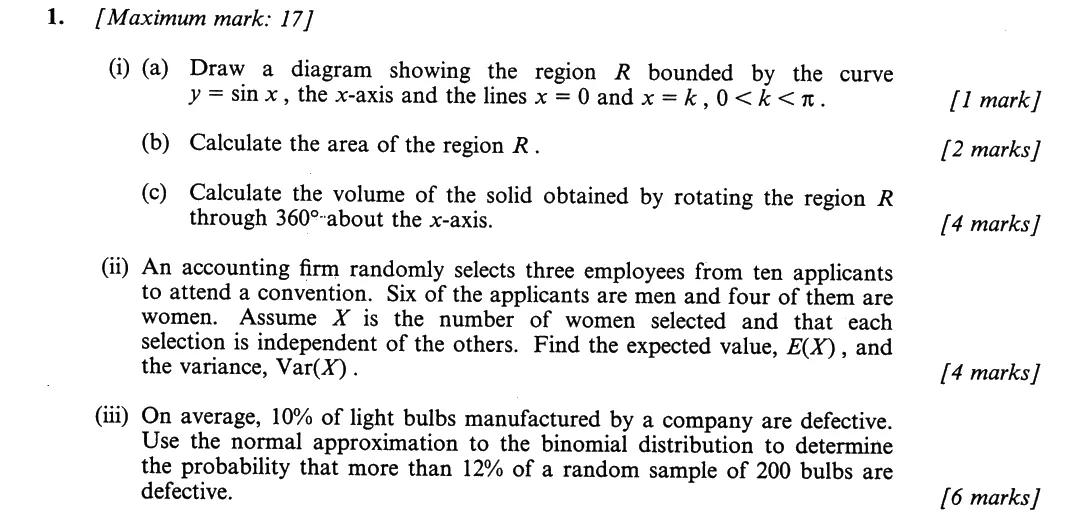 1. [Maximum mark: 17]
(i) (a) Draw a diagram showing the region R bounded by the curve
y = sin x , the x-axis and the lines x = 0 and x = k , 0 < k < π . [1 mark]
(b) Calculate the area of the region R . [2 marks]
(c) Calculate the volume of the solid obtained by rotating the region R
through 360° about the x-axis. [4 marks]
(ii) An accounting firm randomly selects three employees from ten applicants
to attend a convention. Six of the applicants are men and four of them are
women. Assume X is the number of women selected and that each
selection is independent of the others. Find the expected value, E(X) , and
the variance, Var(X) . [4 marks]
(iii) On average, 10% of light bulbs manufactured by a company are defective.
Use the normal approximation to the binomial distribution to determine
the probability that more than 12% of a random sample of 200 bulbs are
defective. [6 marks]